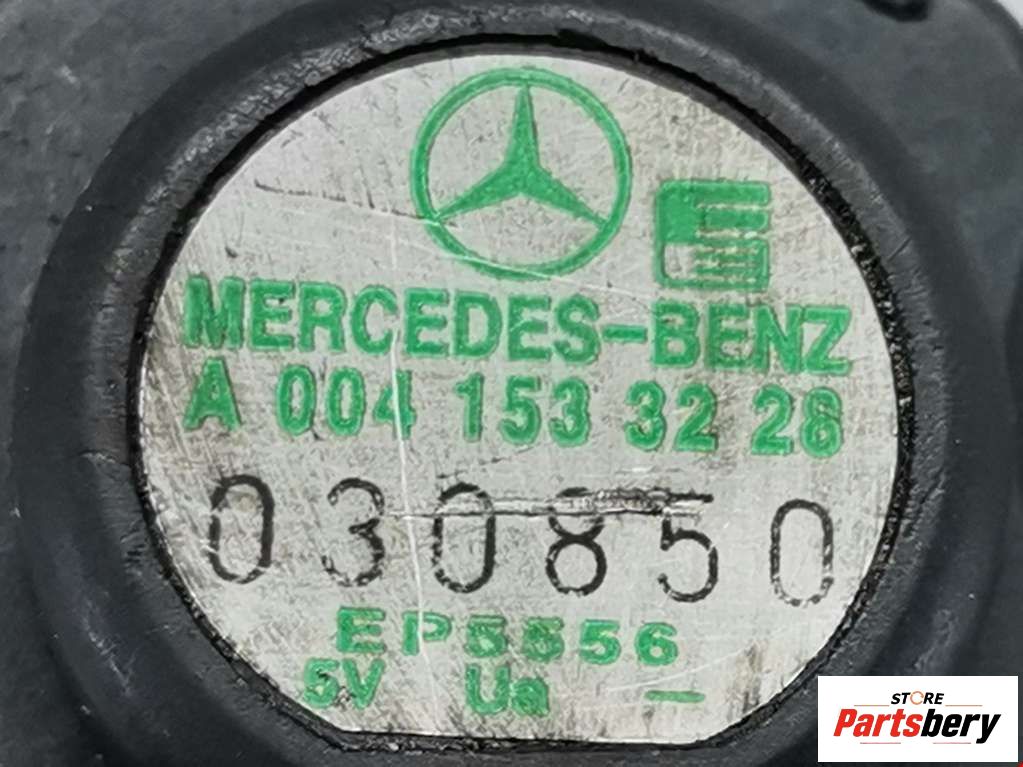 MERCEDES-BENZ
A 004 153 32 28
030850
EP5556
5V Ua –
STORE
Partsbery